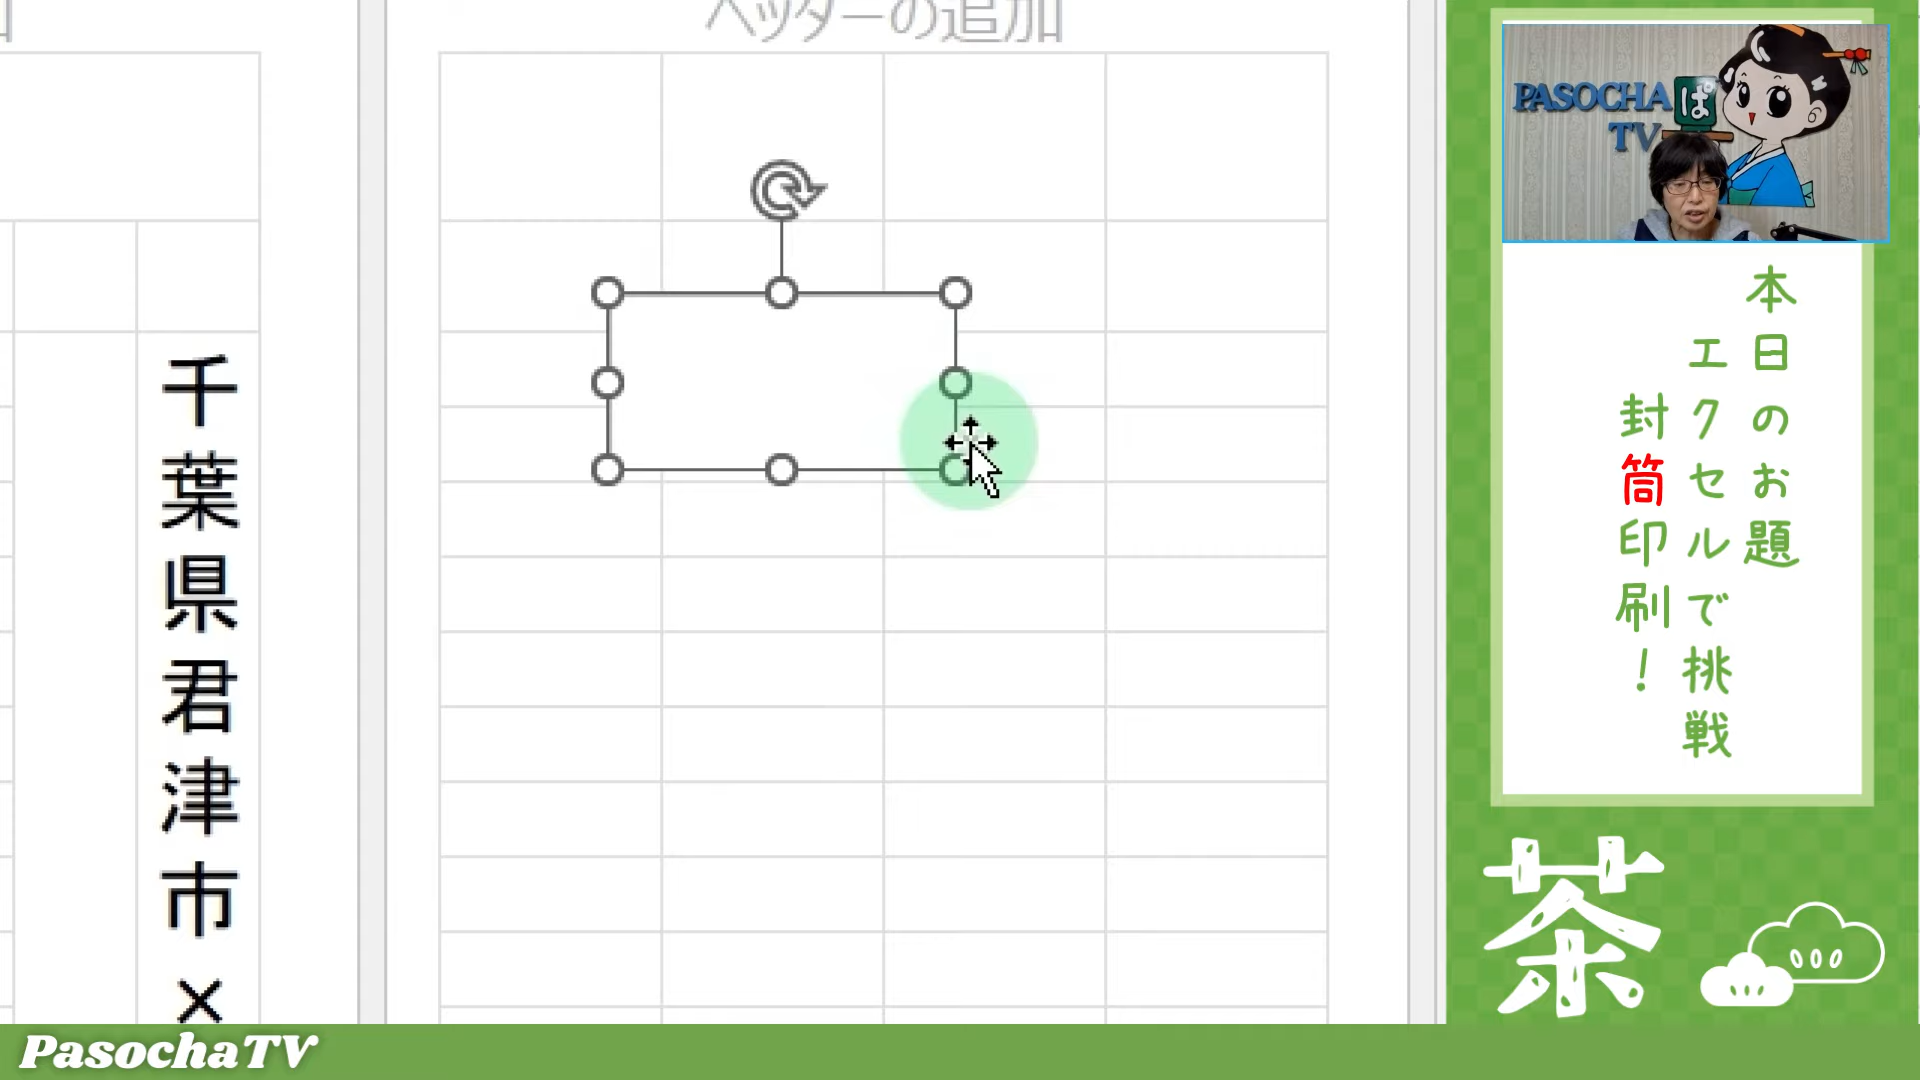 ヘッダーの追加
千葉県君津市×
PASOCHA
ぱ
TV
本日のお題
エクセルで挑戦
封筒印刷！
茶
PasochaTV